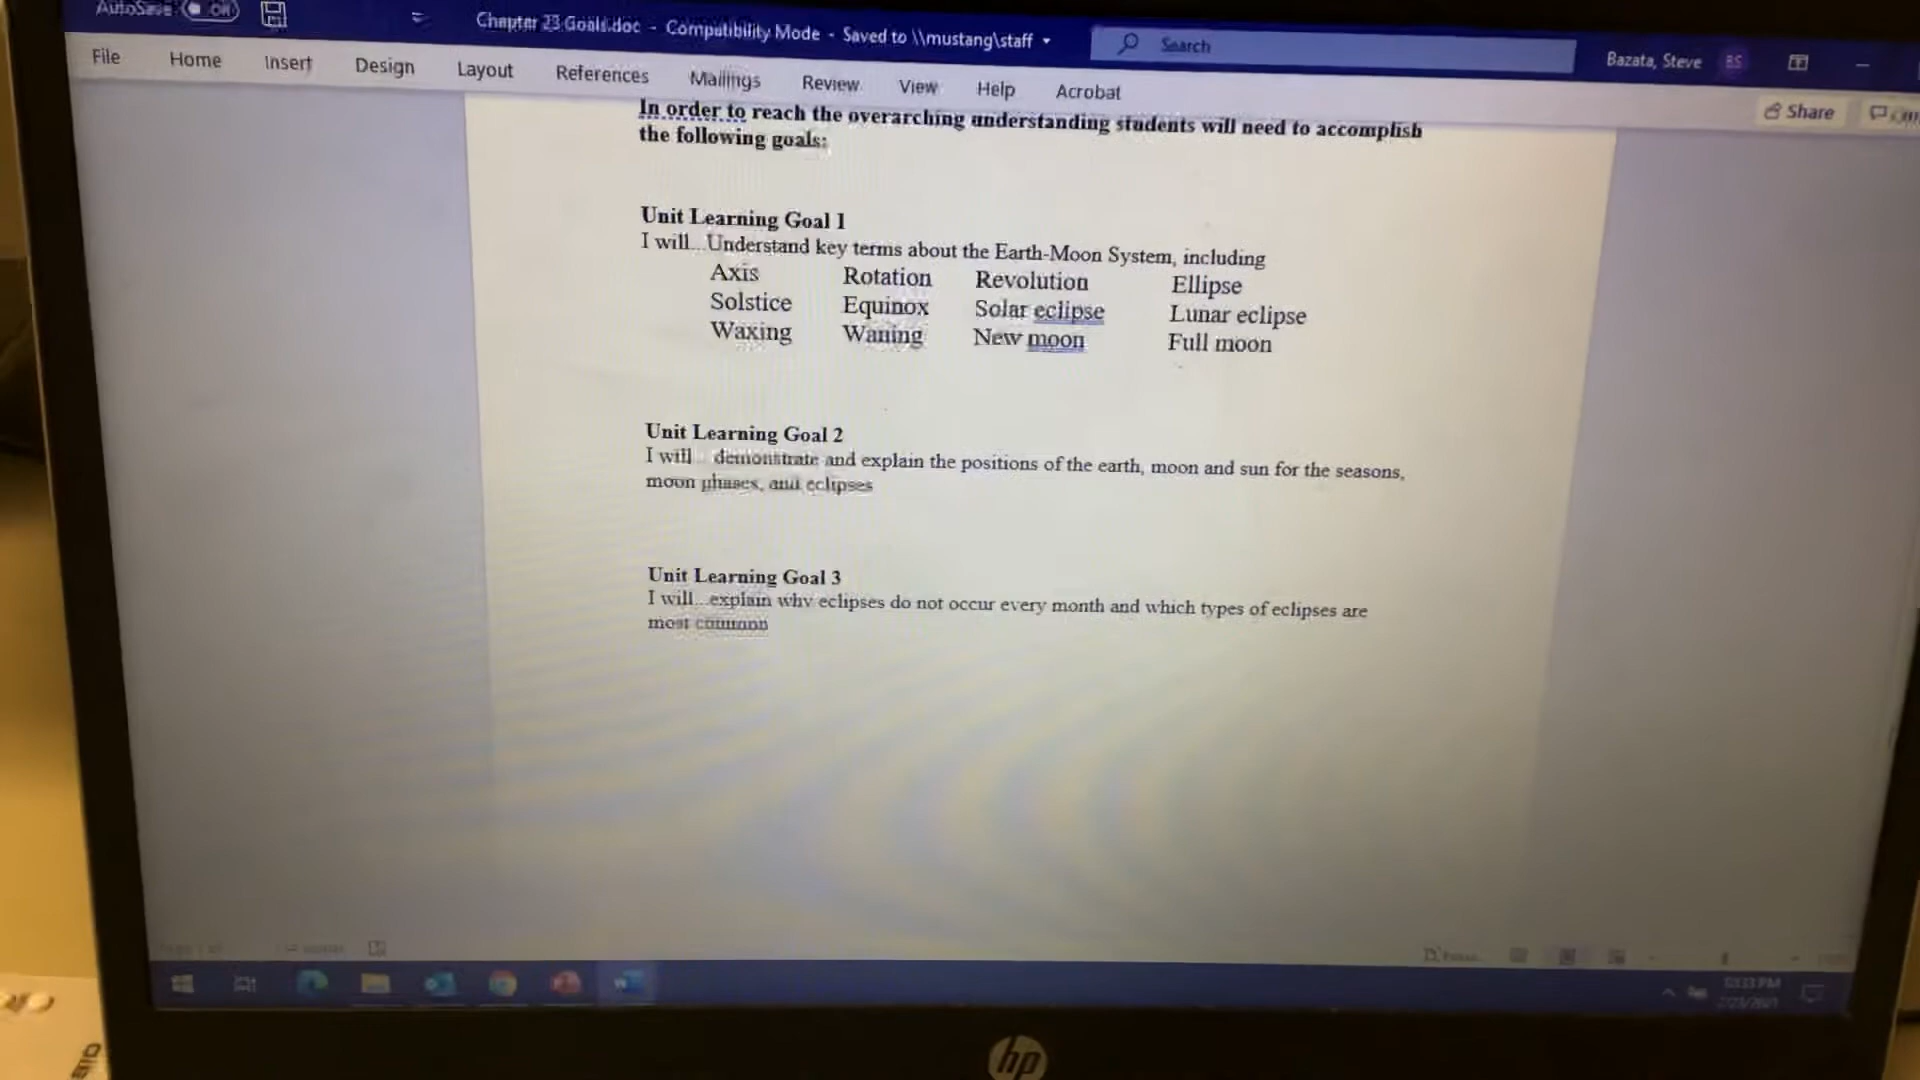 AutoSave Off
Chapter 23 Goals.doc - Compatibility Mode - Saved to \\mustang\staff
Search
Bazata, Steve BS
File Home Insert Design Layout References Mailings Review View Help Acrobat
Share
In order to reach the overarching understanding students will need to accomplish
the following goals:
Unit Learning Goal 1
I will...Understand key terms about the Earth-Moon System, including
Axis Rotation Revolution Ellipse
Solstice Equinox Solar eclipse Lunar eclipse
Waxing Waning New moon Full moon
Unit Learning Goal 2
I will... demonstrate and explain the positions of the earth, moon and sun for the seasons,
moon phases, and eclipses
Unit Learning Goal 3
I will...explain why eclipses do not occur every month and which types of eclipses are
most common
Focus
hp